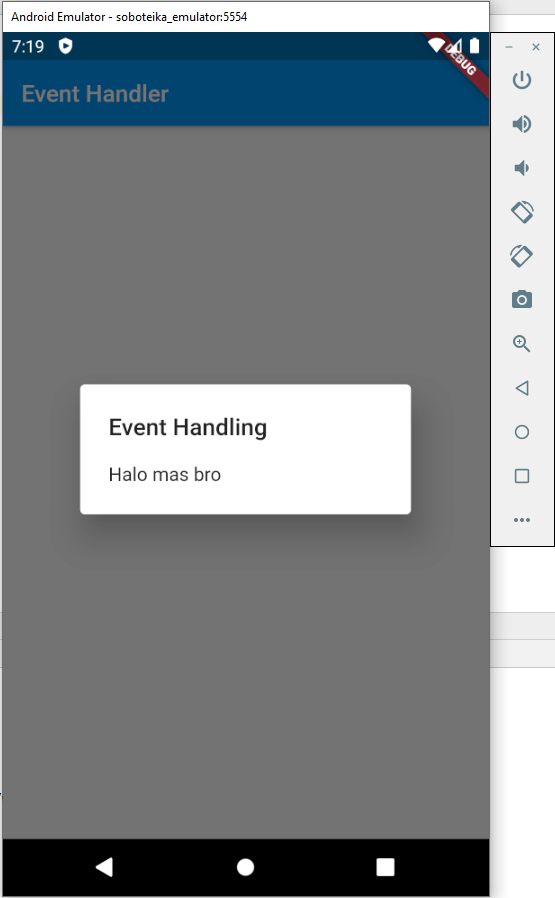 Android Emulator - soboteika_emulator:5554
7:19
DEBUG
Event Handler
Event Handling
Halo mas bro